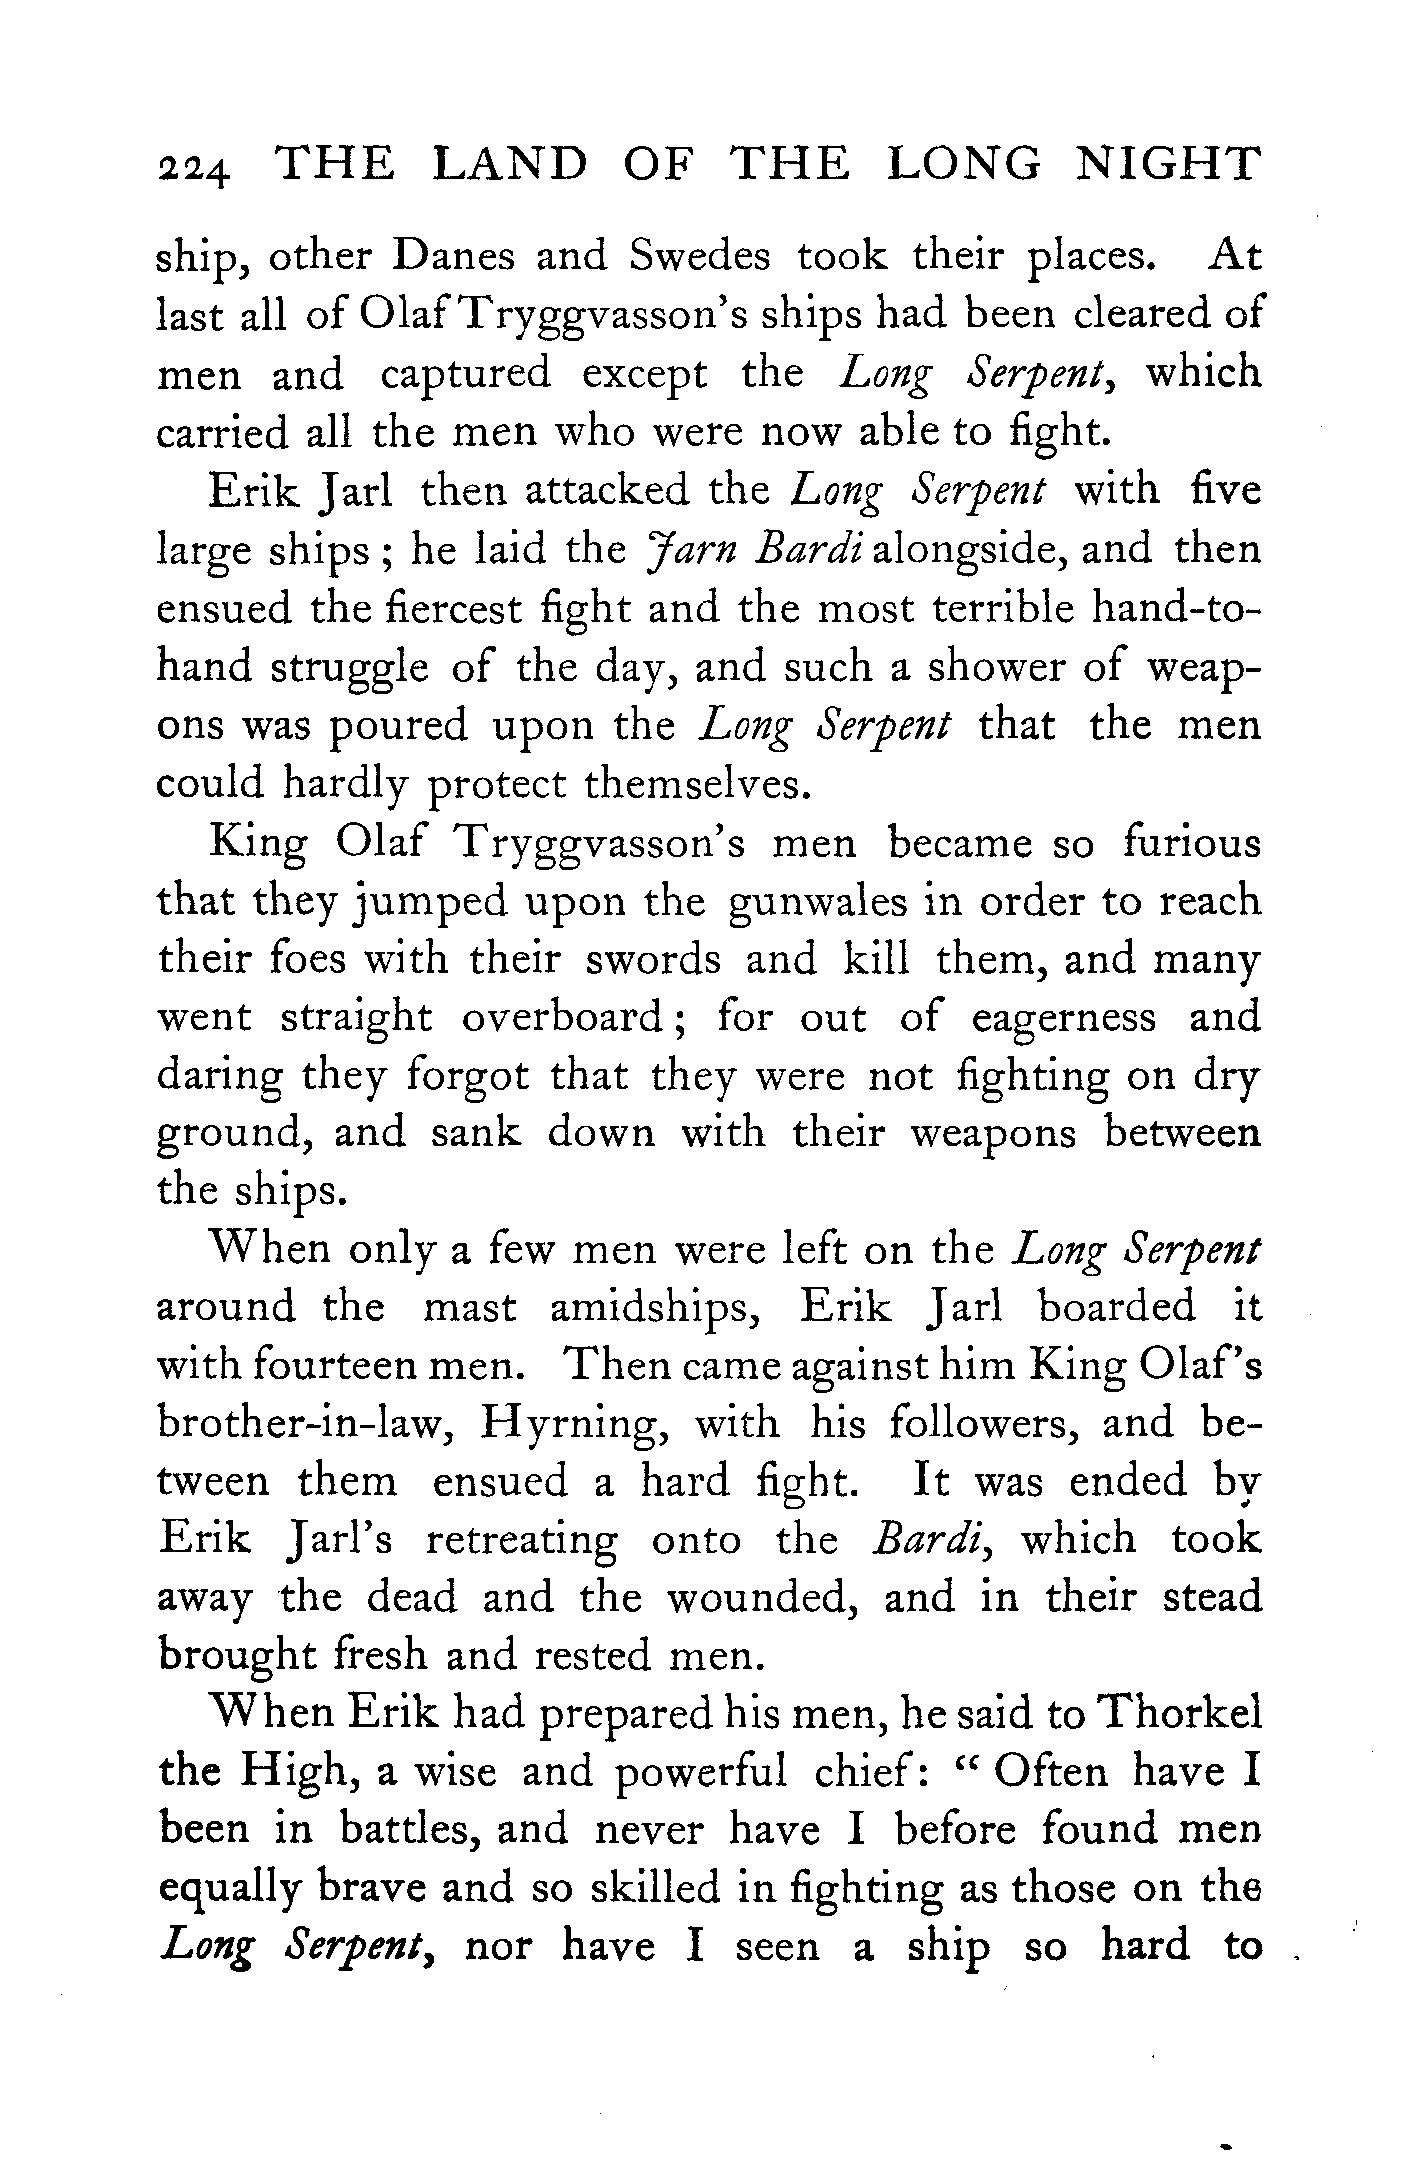 224 THE LAND OF THE LONG NIGHT
ship, other Danes and Swedes took their places. At
last all of Olaf Tryggvasson's ships had been cleared of
men and captured except the Long Serpent, which
carried all the men who were now able to fight.
Erik Jarl then attacked the Long Serpent with five
large ships ; he laid the Jarn Bardi alongside, and then
ensued the fiercest fight and the most terrible hand-to-
hand struggle of the day, and such a shower of weap-
ons was poured upon the Long Serpent that the men
could hardly protect themselves.
King Olaf Tryggvasson's men became so furious
that they jumped upon the gunwales in order to reach
their foes with their swords and kill them, and many
went straight overboard ; for out of eagerness and
daring they forgot that they were not fighting on dry
ground, and sank down with their weapons between
the ships.
When only a few men were left on the Long Serpent
around the mast amidships, Erik Jarl boarded it
with fourteen men. Then came against him King Olaf's
brother-in-law, Hyrning, with his followers, and be-
tween them ensued a hard fight. It was ended by
Erik Jarl's retreating onto the Bardi, which took
away the dead and the wounded, and in their stead
brought fresh and rested men.
When Erik had prepared his men, he said to Thorkel
the High, a wise and powerful chief: “ Often have I
been in battles, and never have I before found men
equally brave and so skilled in fighting as those on the
Long Serpent, nor have I seen a ship so hard to